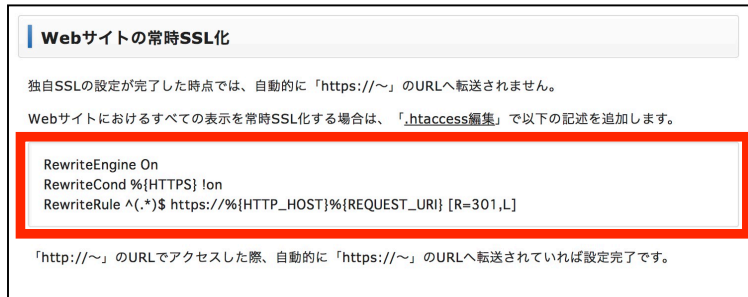 Webサイトの常時SSL化
独自SSLの設定が完了した時点では、自動的に「https://〜」のURLへ転送されません。
Webサイトにおけるすべての表示を常時SSL化する場合は、「.htaccess編集」で以下の記述を追加します。
RewriteEngine On
RewriteCond %{HTTPS} !on
RewriteRule ^(.*)$ https://%{HTTP_HOST}%{REQUEST_URI} [R=301,L]
「http://〜」のURLでアクセスした際、自動的に「https://〜」のURLへ転送されていれば設定完了です。